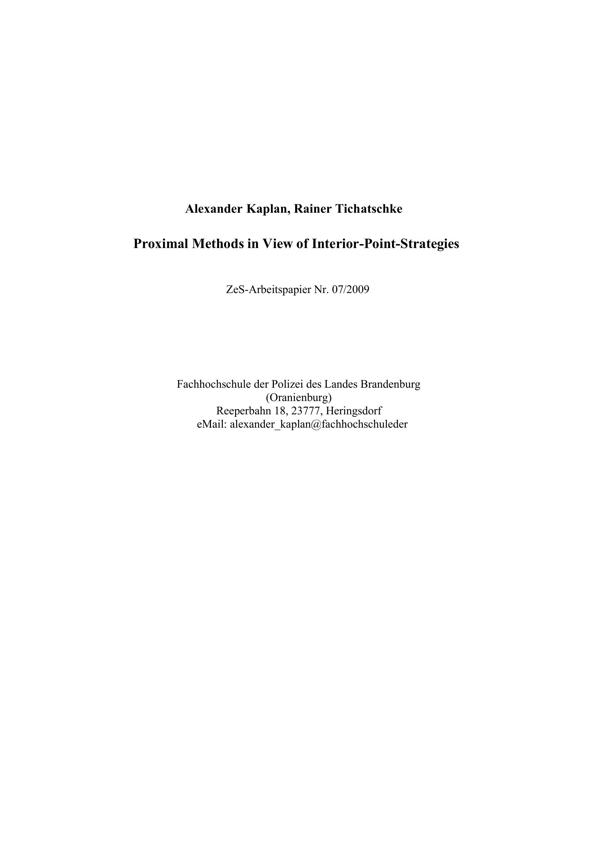 Alexander Kaplan, Rainer Tichatschke
Proximal Methods in View of Interior-Point-Strategies
ZeS-Arbeitspapier Nr. 07/2009
Fachhochschule der Polizei des Landes Brandenburg
(Oranienburg)
Reeperbahn 18, 23777, Heringsdorf
eMail: alexander_kaplan@fachhochschuleder